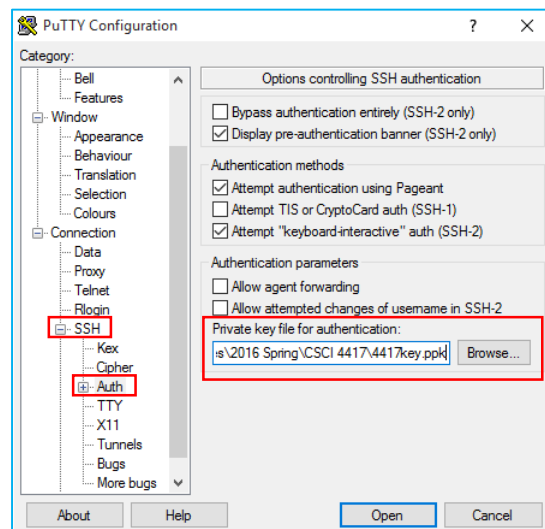 PuTTY Configuration
? X
Category:
Bell
Features
Window
Appearance
Behaviour
Translation
Selection
Colours
Connection
Data
Proxy
Telnet
Rlogin
SSH
Kex
Cipher
Auth
TTY
X11
Tunnels
Bugs
More bugs
Options controlling SSH authentication
Bypass authentication entirely (SSH-2 only)
Display pre-authentication banner (SSH-2 only)
Authentication methods
Attempt authentication using Pageant
Attempt TIS or CryptoCard auth (SSH-1)
Attempt "keyboard-interactive" auth (SSH-2)
Authentication parameters
Allow agent forwarding
Allow attempted changes of username in SSH-2
Private key file for authentication:
s\2016 Spring\CSCI 4417\4417key.ppk Browse...
About Help Open Cancel